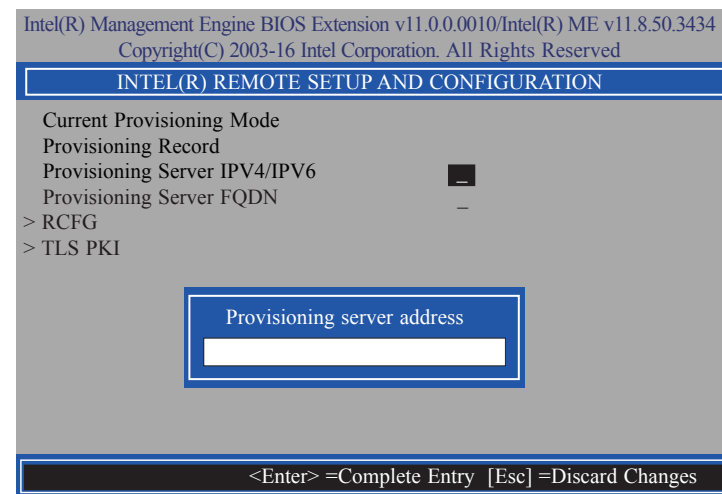 Intel(R) Management Engine BIOS Extension v11.0.0.0010/Intel(R) ME v11.8.50.3434
Copyright(C) 2003-16 Intel Corporation. All Rights Reserved
INTEL(R) REMOTE SETUP AND CONFIGURATION
Current Provisioning Mode
Provisioning Record
Provisioning Server IPV4/IPV6 _
Provisioning Server FQDN _
> RCFG
> TLS PKI
Provisioning server address
<Enter> =Complete Entry [Esc] =Discard Changes